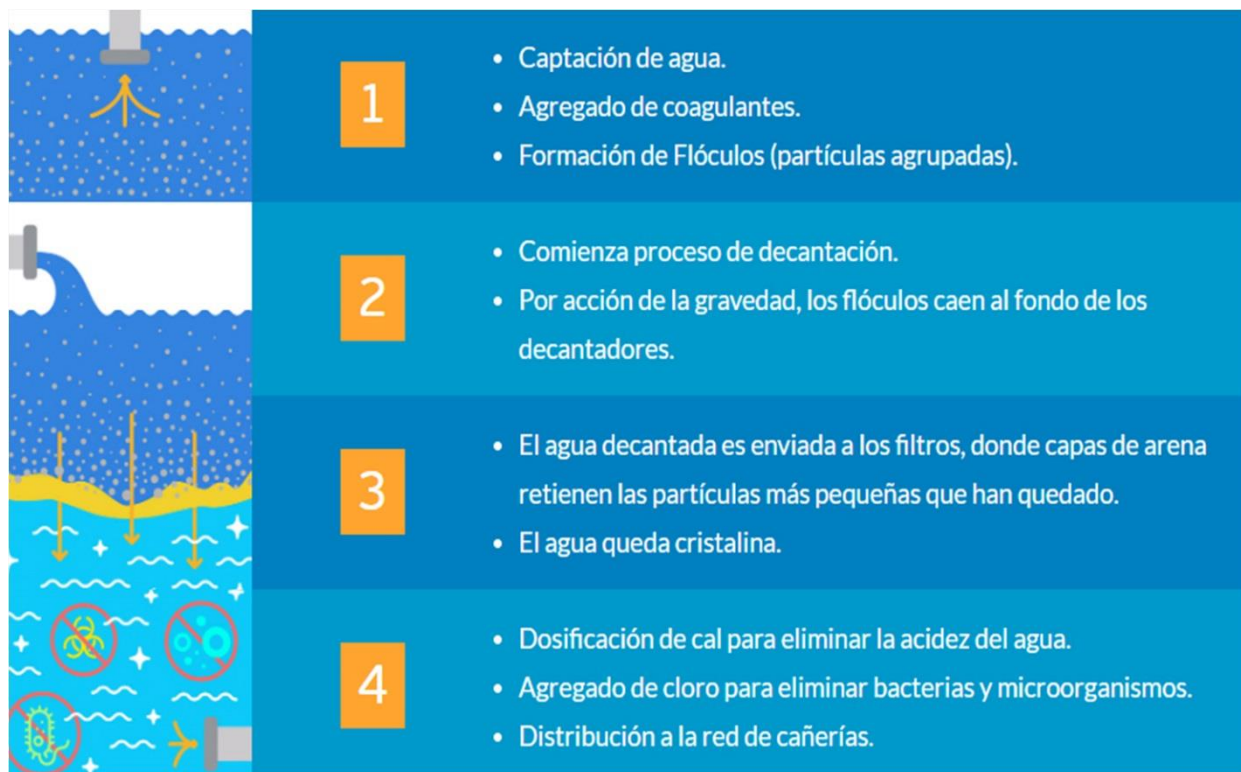 1
• Captación de agua.
• Agregado de coagulantes.
• Formación de Flóculos (partículas agrupadas).
2
• Comienza proceso de decantación.
• Por acción de la gravedad, los flóculos caen al fondo de los
decantadores.
3
• El agua decantada es enviada a los filtros, donde capas de arena
retienen las partículas más pequeñas que han quedado.
• El agua queda cristalina.
4
• Dosificación de cal para eliminar la acidez del agua.
• Agregado de cloro para eliminar bacterias y microorganismos.
• Distribución a la red de cañerías.